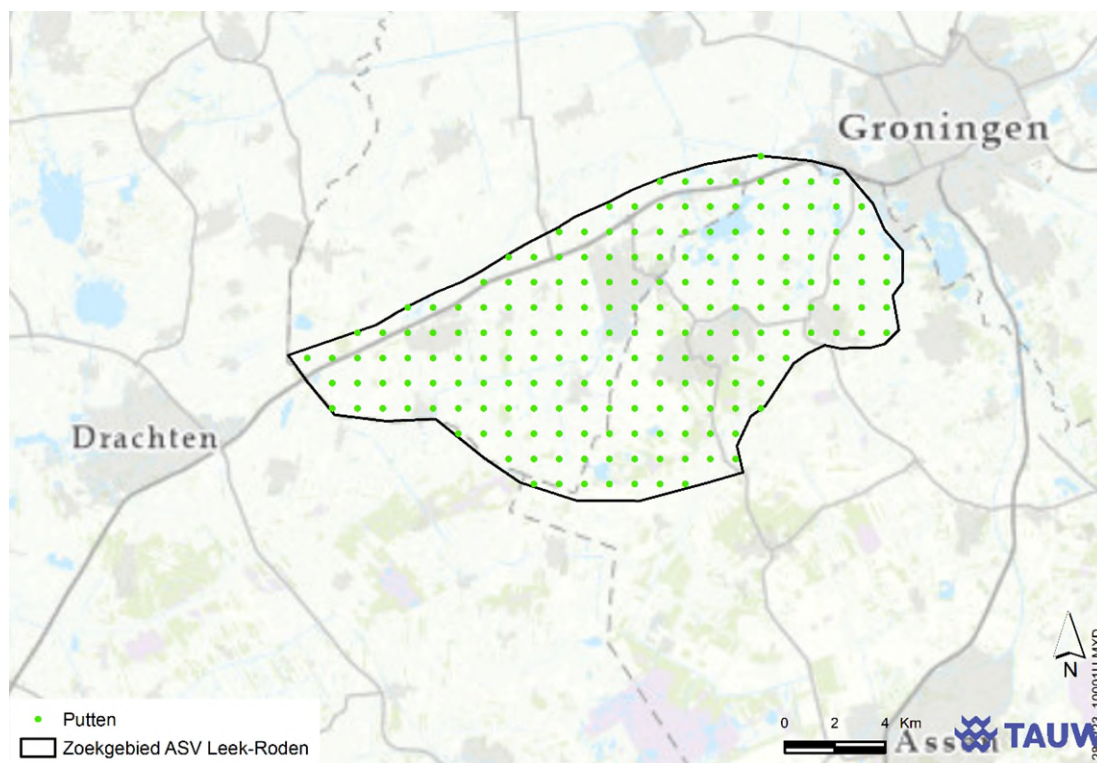 Groningen
Drachten
N
Putten
Zoekgebied ASV Leek-Roden
0 2 4 Km
Assen
TAUW